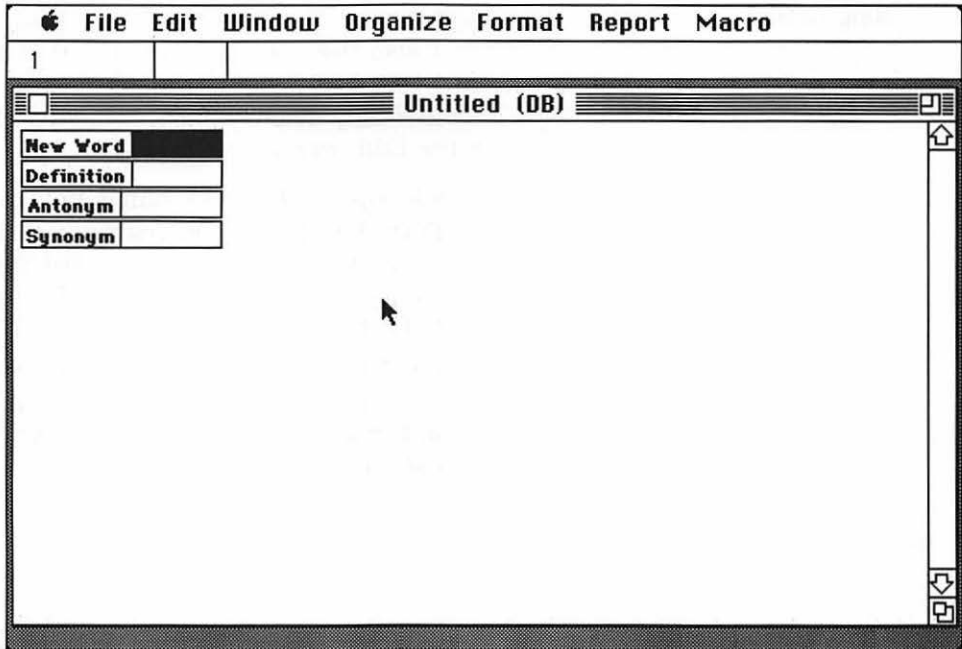 File Edit Window Organize Format Report Macro
1
Untitled (DB)
New Word
Definition
Antonym
Synonym